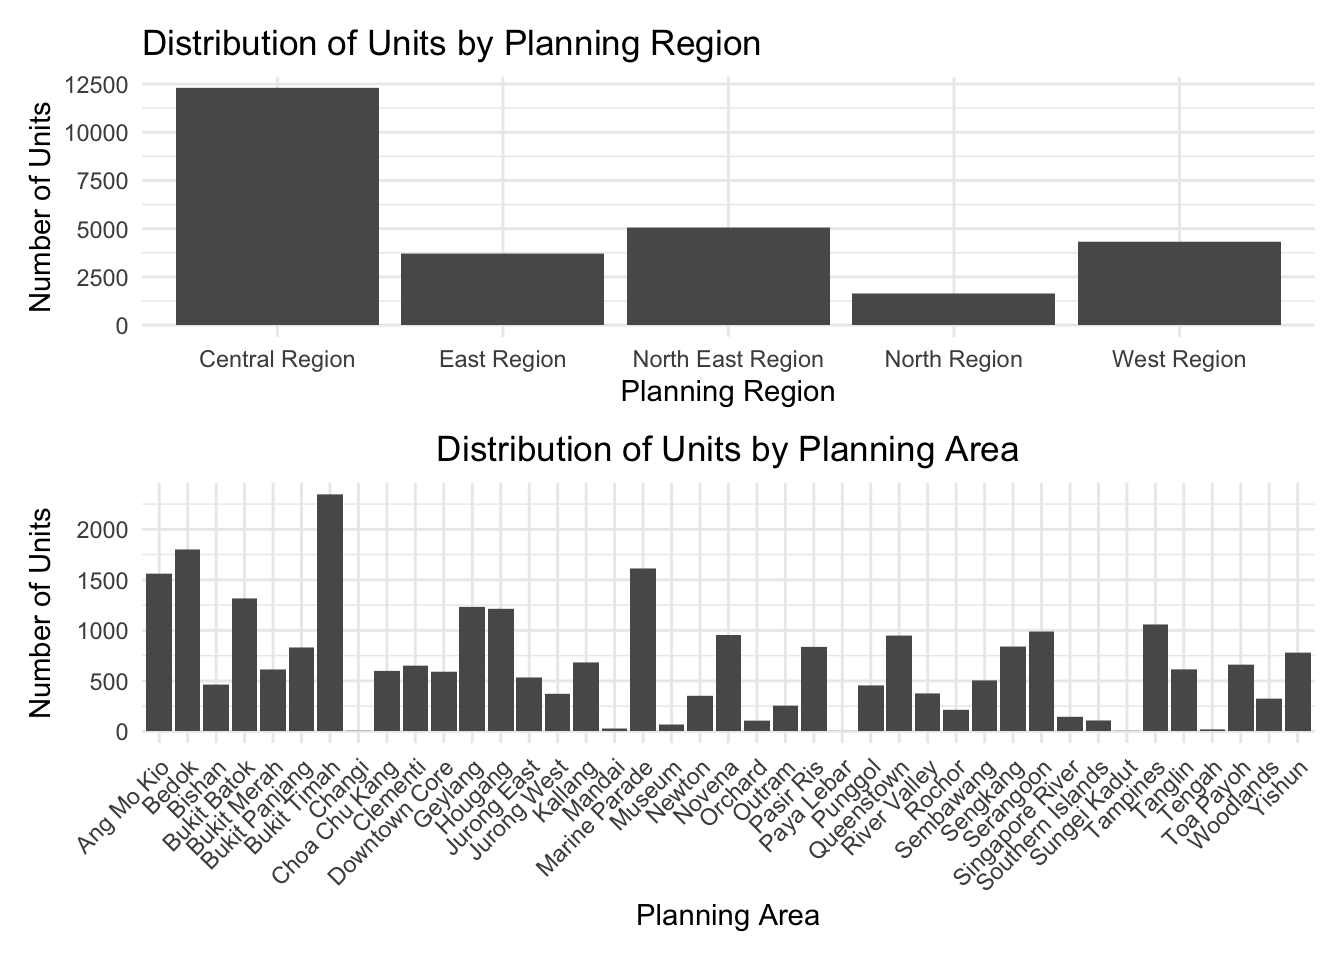 Distribution of Units by Planning Region
Number of Units
12500
10000
7500
5000
2500
0
Central Region
East Region
North East Region
North Region
West Region
Planning Region
Distribution of Units by Planning Area
Number of Units
2000
1500
1000
500
0
Ang Mo Kio
Bedok
Bishan
Bukit Batok
Bukit Merah
Bukit Panjang
Bukit Timah
Changi
Choa Chu Kang
Clementi
Downtown Core
Geylang
Hougang
Jurong East
Jurong West
Kallang
Mandai
Marine Parade
Museum
Newton
Novena
Orchard
Outram
Pasir Ris
Paya Lebar
Punggol
Queenstown
River Valley
Rochor
Sembawang
Sengkang
Serangoon
Singapore River
Southern Islands
Sungei Kadut
Tampines
Tanglin
Tengah
Toa Payoh
Woodlands
Yishun
Planning Area